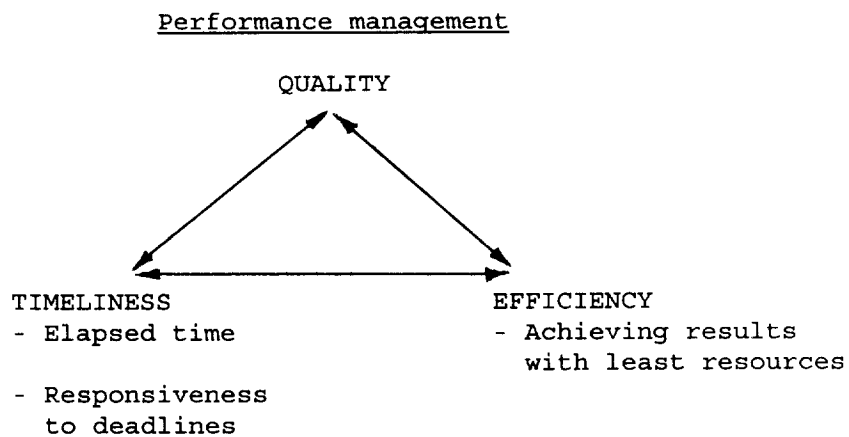 Performance management
QUALITY
TIMELINESS
- Elapsed time
- Responsiveness
to deadlines
EFFICIENCY
- Achieving results
with least resources